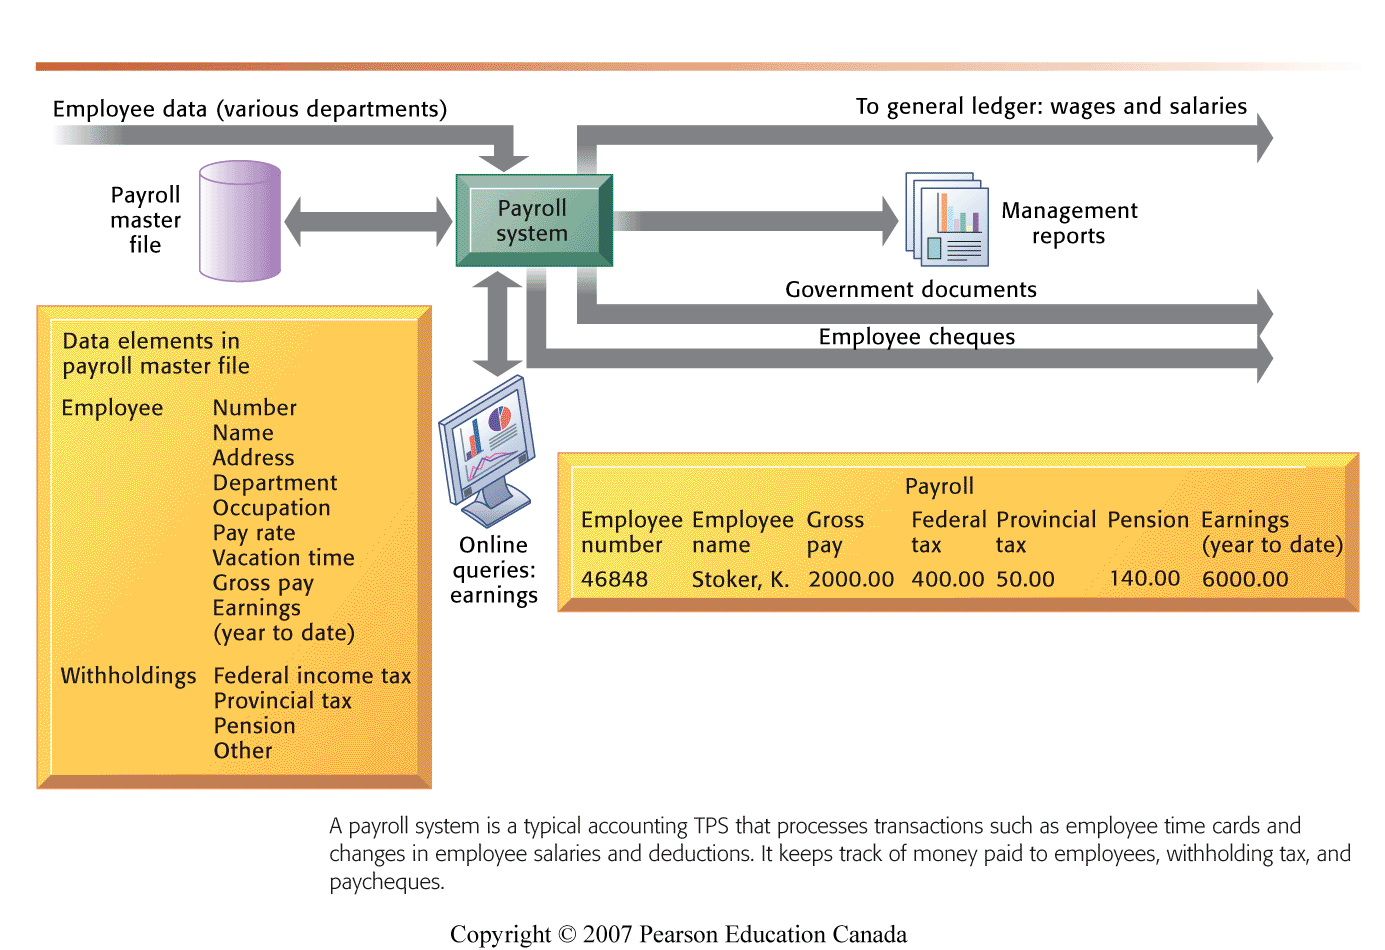 Employee data (various departments)
To general ledger: wages and salaries
Payroll
master
file
Payroll
system
Management
reports
Government documents
Employee cheques
Data elements in
payroll master file
Employee Number
Name
Address
Department
Occupation
Pay rate
Vacation time
Gross pay
Earnings
(year to date)
Withholdings Federal income tax
Provincial tax
Pension
Other
Online
queries:
earnings
Payroll
Employee Employee Gross Federal Provincial Pension Earnings
number name pay tax tax (year to date)
46848 Stoker, K. 2000.00 400.00 50.00 140.00 6000.00
A payroll system is a typical accounting TPS that processes transactions such as employee time cards and
changes in employee salaries and deductions. It keeps track of money paid to employees, withholding tax, and
paycheques.
Copyright © 2007 Pearson Education Canada